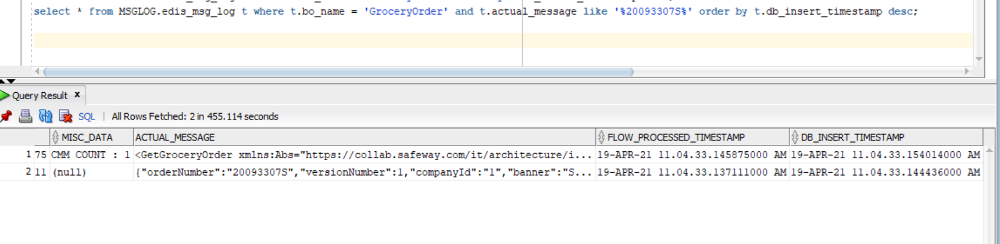 select * from MSGLOG.edis_msg_log t where t.bo_name = 'GroceryOrder' and t.actual_message like '%20093307S%' order by t.db_insert_timestamp desc;
Query Result x
SQL | All Rows Fetched: 2 in 455.114 seconds
MISC_DATA ACTUAL_MESSAGE FLOW_PROCESSED_TIMESTAMP DB_INSERT_TIMESTAMP
1 75 CMM COUNT : 1 <GetGroceryOrder xmlns:Abs="https://collab.safeway.com/it/architecture/i... 19-APR-21 11.04.33.145875000 AM 19-APR-21 11.04.33.154014000 AM
2 11 (null) {"orderNumber":"20093307S","versionNumber":1,"companyId":"1","banner":"S... 19-APR-21 11.04.33.137111000 AM 19-APR-21 11.04.33.144436000 AM